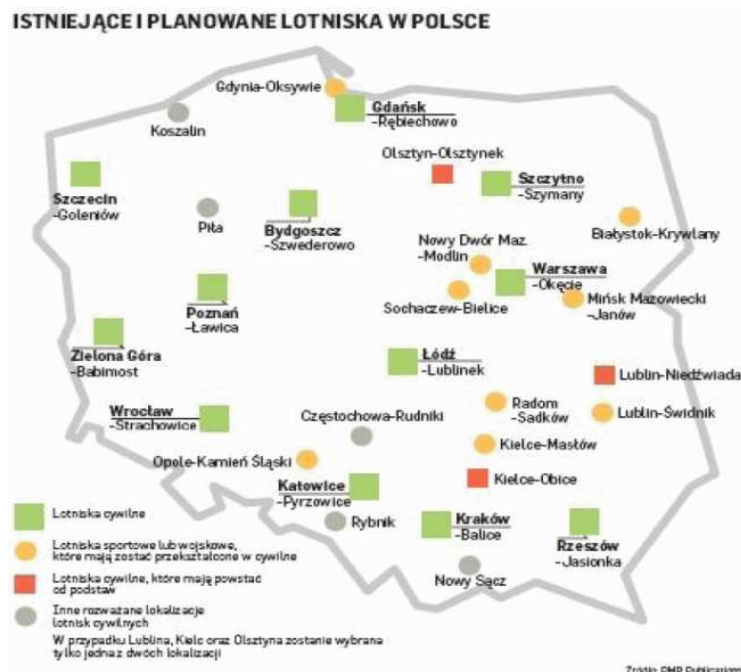 ISTNIEJĄCE I PLANOWANE LOTNISKA W POLSCE
Gdynia-Oksywie
Gdańsk
-Rębiechowo
Koszalin
Olsztyn-Olsztynek
Szczecin
-Goleniów
Szczytno
-Szymany
Piła
Bydgoszcz
-Szwederowo
Białystok-Krywlany
Nowy Dwór Maz.
-Modlin
Warszawa
-Okęcie
Sochaczew-Bielice
Mińsk Mazowiecki
-Janów
Poznań
-Ławica
Zielona Góra
-Babimost
Łódź
-Lublinek
Lublin-Niedźwiada
Radom
-Sadków
Lublin-Świdnik
Wrocław
-Strachowice
Częstochowa-Rudniki
Kielce-Masłów
Opole-Kamień Śląski
Katowice
-Pyrzowice
Kielce-Obice
Rybnik
Kraków
-Balice
Rzeszów
-Jasionka
Nowy Sącz
Lotniska cywilne
Lotniska sportowe lub wojskowe,
które mają zostać przekształcone w cywilne
Lotniska cywilne, które mają powstać
od podstaw
Inne rozważane lokalizacje
lotnisk cywilnych
W przypadku Lublina, Kielc oraz Olsztyna zostanie wybrana
tylko jedna z dwóch lokalizacji
Źródło: PMR Publications